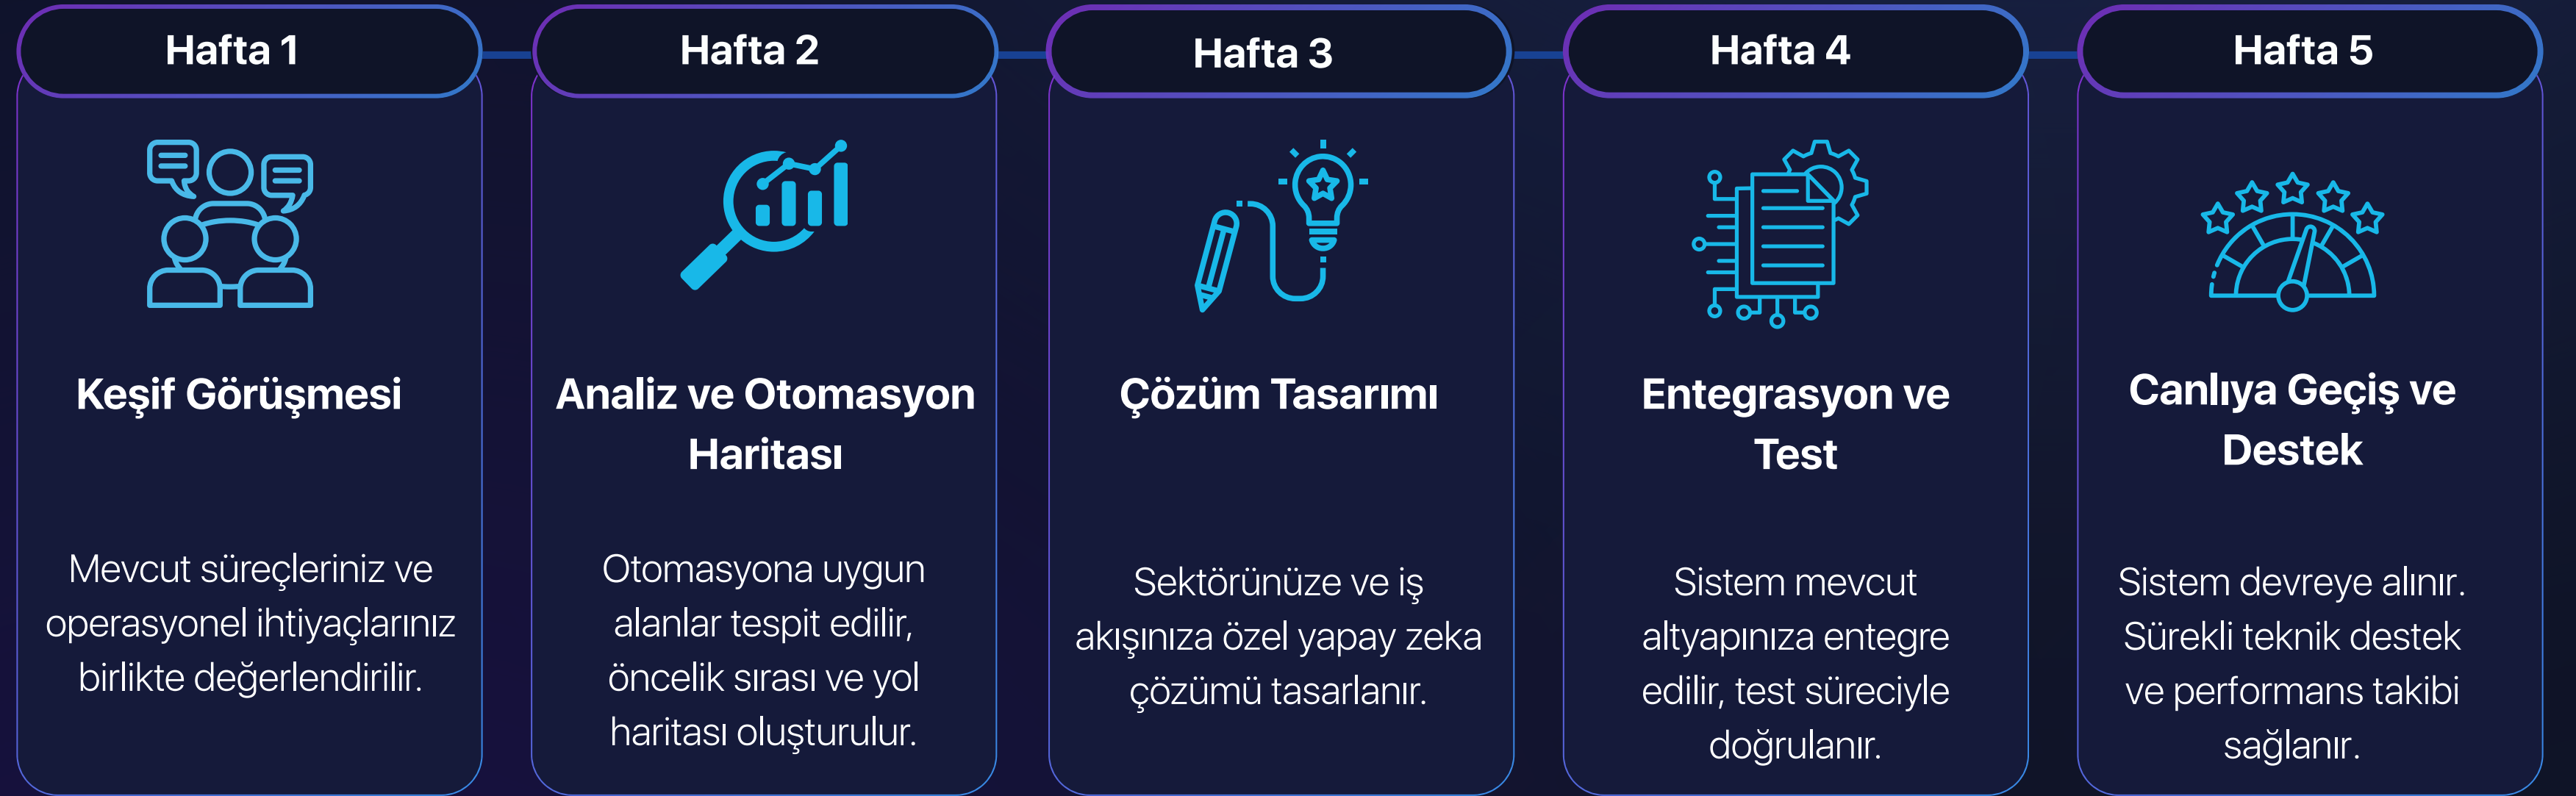 Hafta 1
Keşif Görüşmesi
Mevcut süreçleriniz ve
operasyonel ihtiyaçlarınız
birlikte değerlendirilir.
Hafta 2
Analiz ve Otomasyon
Haritası
Otomasyona uygun
alanlar tespit edilir,
öncelik sırası ve yol
haritası oluşturulur.
Hafta 3
Çözüm Tasarımı
Sektörünüze ve iş
akışınıza özel yapay zeka
çözümü tasarlanır.
Hafta 4
Entegrasyon ve
Test
Sistem mevcut
altyapınıza entegre
edilir, test süreciyle
doğrulanır.
Hafta 5
Canlıya Geçiş ve
Destek
Sistem devreye alınır.
Sürekli teknik destek
ve performans takibi
sağlanır.